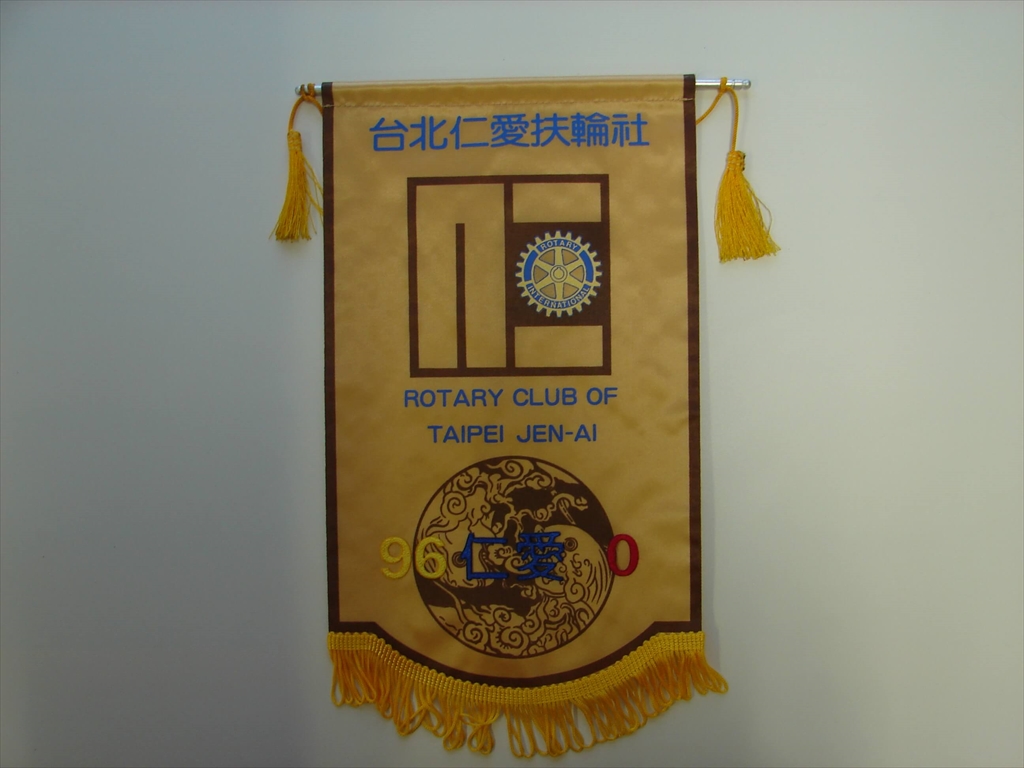 台北仁愛扶輪社
ROTARY
INTERNATIONAL
ROTARY CLUB OF
TAIPEI JEN-AI
96 仁愛 0